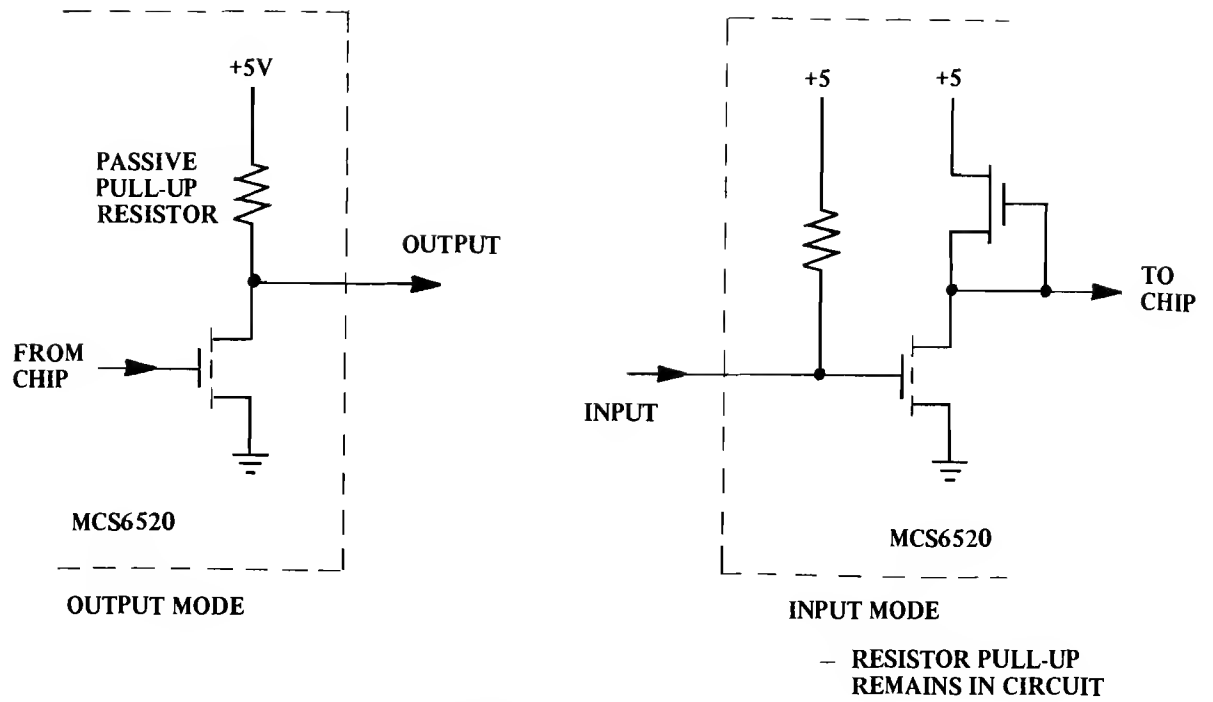 +5V
PASSIVE
PULL-UP
RESISTOR
OUTPUT
FROM
CHIP
MCS6520
OUTPUT MODE
+5
+5
TO
CHIP
INPUT
MCS6520
INPUT MODE
– RESISTOR PULL-UP
REMAINS IN CIRCUIT